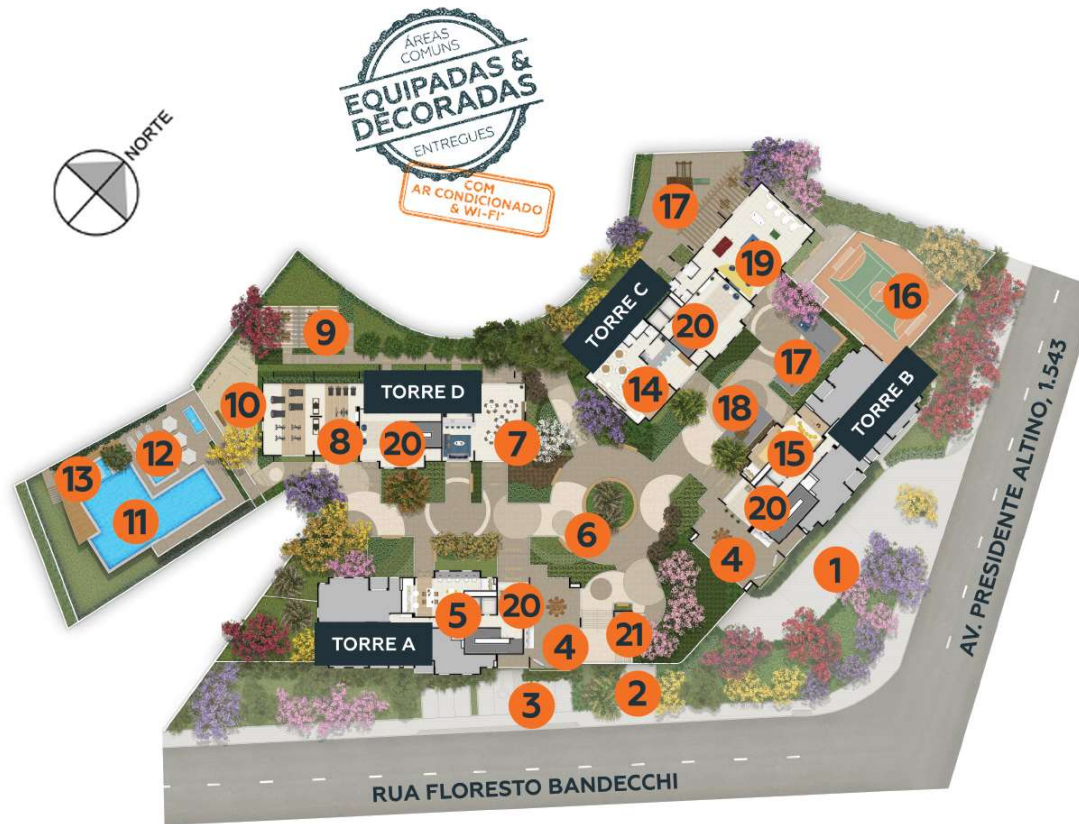 ÁREAS
COMUNS
EQUIPADAS &
DECORADAS
ENTREGUES
COM
AR CONDICIONADO
& WI-FI*
NORTE
17
19
16
TORRE C
20
9
17
14
TORRE B
10
TORRE D
18
8
20
7
15
12
13
11
20
6
4
1
5
20
TORRE A
4
21
2
3
AV. PRESIDENTE ALTINO, 1.543
RUA FLORESTO BANDECCHI